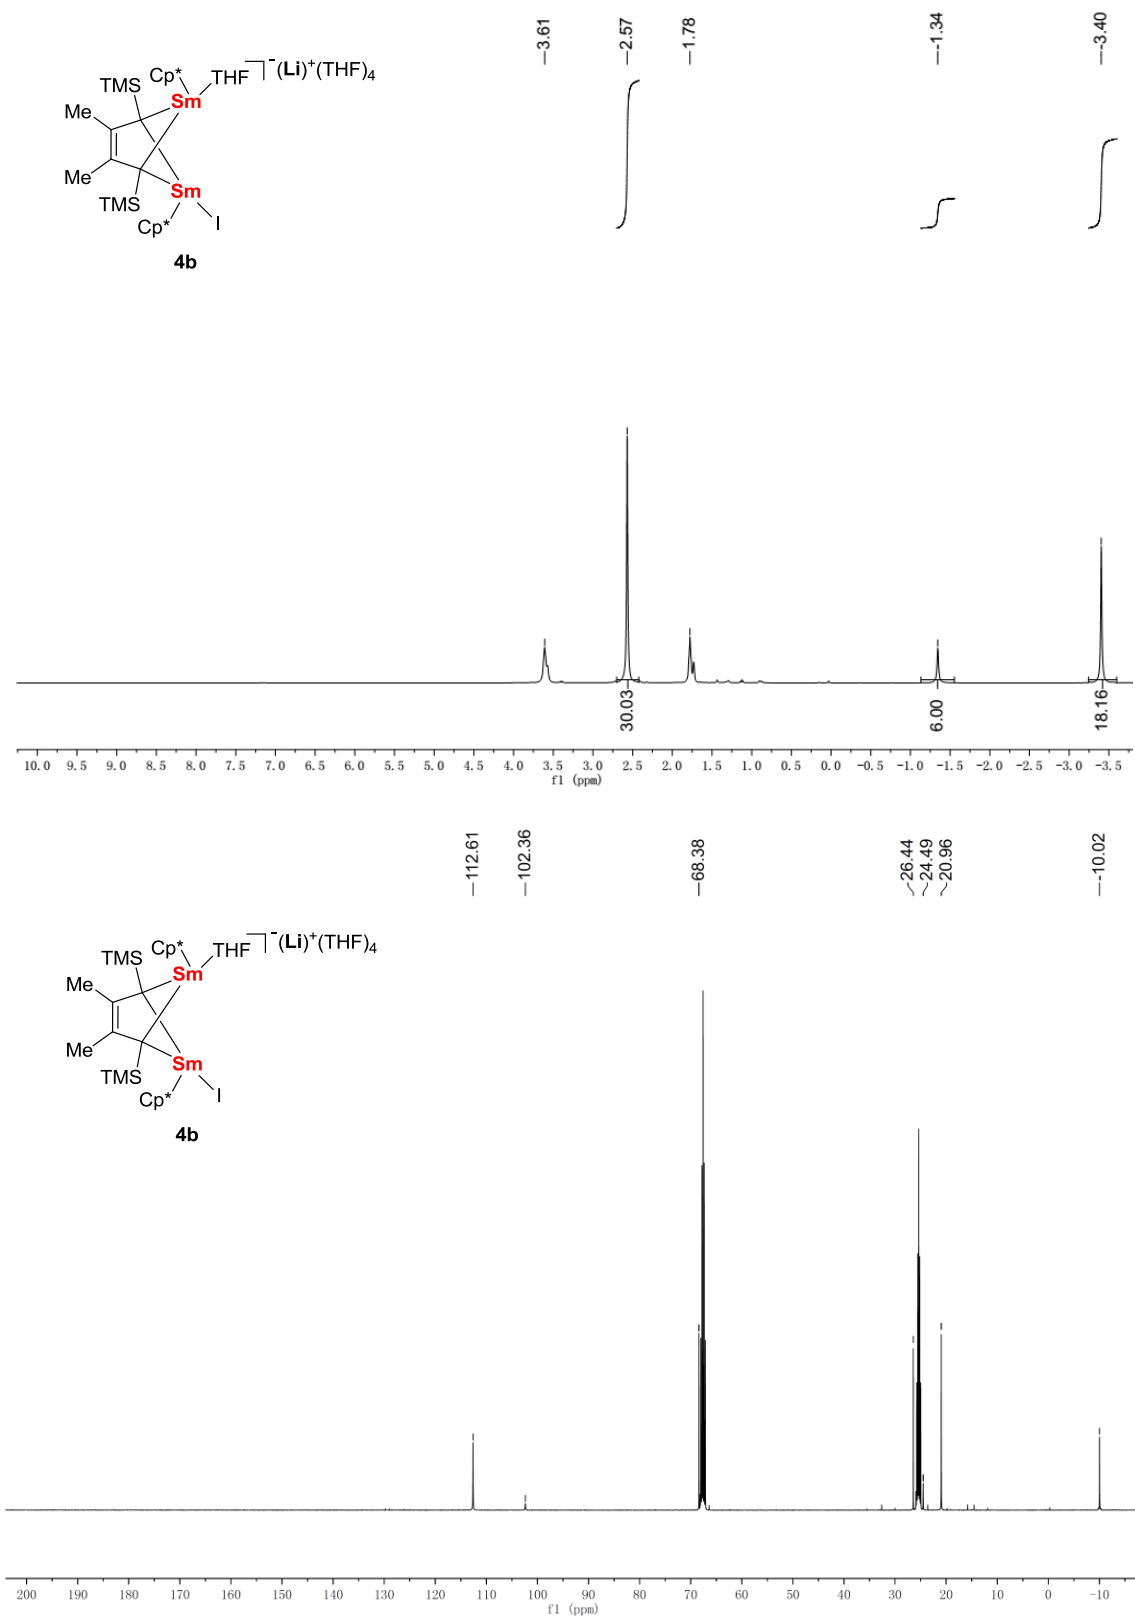 3.61
2.57
1.78
-1.34
-3.40
Cp*
TMS
Sm
THF
⁻(Li)⁺(THF)₄
Me
Me
Sm
TMS
Cp*
I
4b
30.03
6.00
18.16
10.0 9.5 9.0 8.5 8.0 7.5 7.0 6.5 6.0 5.5 5.0 4.5 4.0 3.5 3.0 2.5 2.0 1.5 1.0 0.5 0.0 -0.5 -1.0 -1.5 -2.0 -2.5 -3.0 -3.5
f1 (ppm)
112.61
102.36
68.38
26.44
24.49
20.96
-10.02
Cp*
TMS
Sm
THF
⁻(Li)⁺(THF)₄
Me
Me
Sm
TMS
Cp*
I
4b
200 190 180 170 160 150 140 130 120 110 100 90 80 70 60 50 40 30 20 10 0 -10
f1 (ppm)